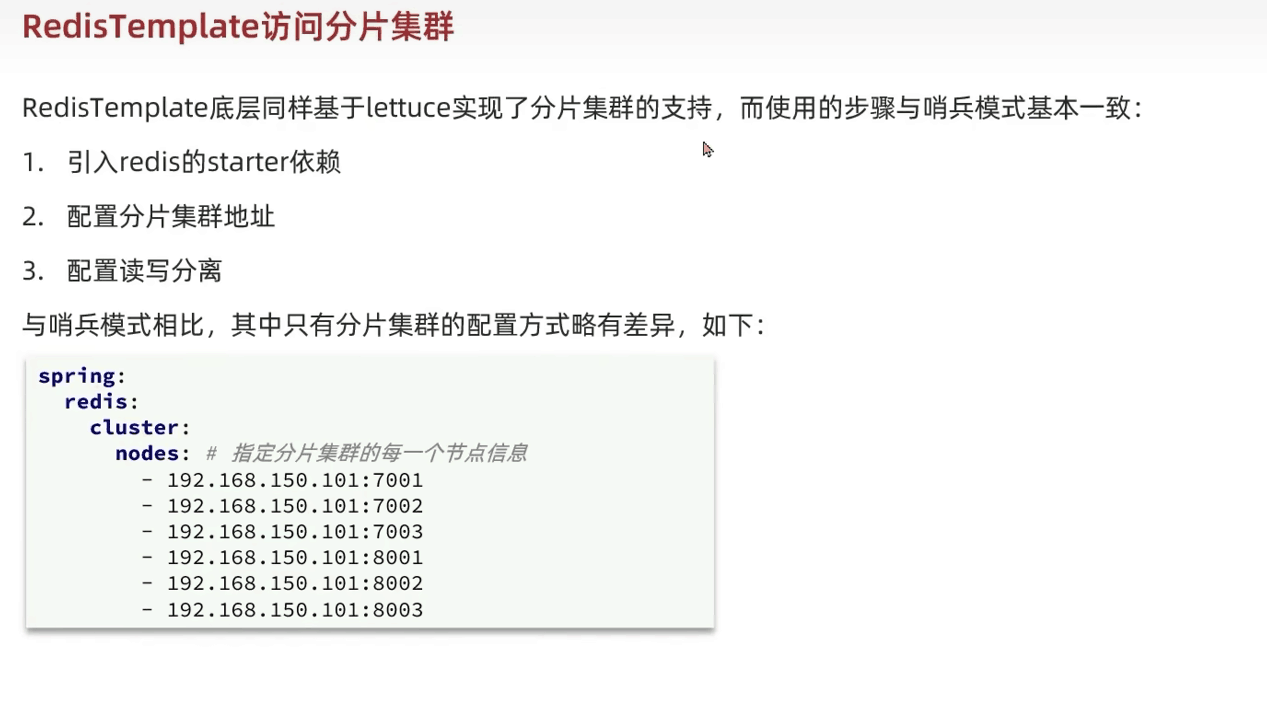 RedisTemplate访问分片集群
RedisTemplate底层同样基于lettuce实现了分片集群的支持，而使用的步骤与哨兵模式基本一致：
1. 引入redis的starter依赖
2. 配置分片集群地址
3. 配置读写分离
与哨兵模式相比，其中只有分片集群的配置方式略有差异，如下：
spring:
  redis:
    cluster:
      nodes: # 指定分片集群的每一个节点信息
        - 192.168.150.101:7001
        - 192.168.150.101:7002
        - 192.168.150.101:7003
        - 192.168.150.101:8001
        - 192.168.150.101:8002
        - 192.168.150.101:8003